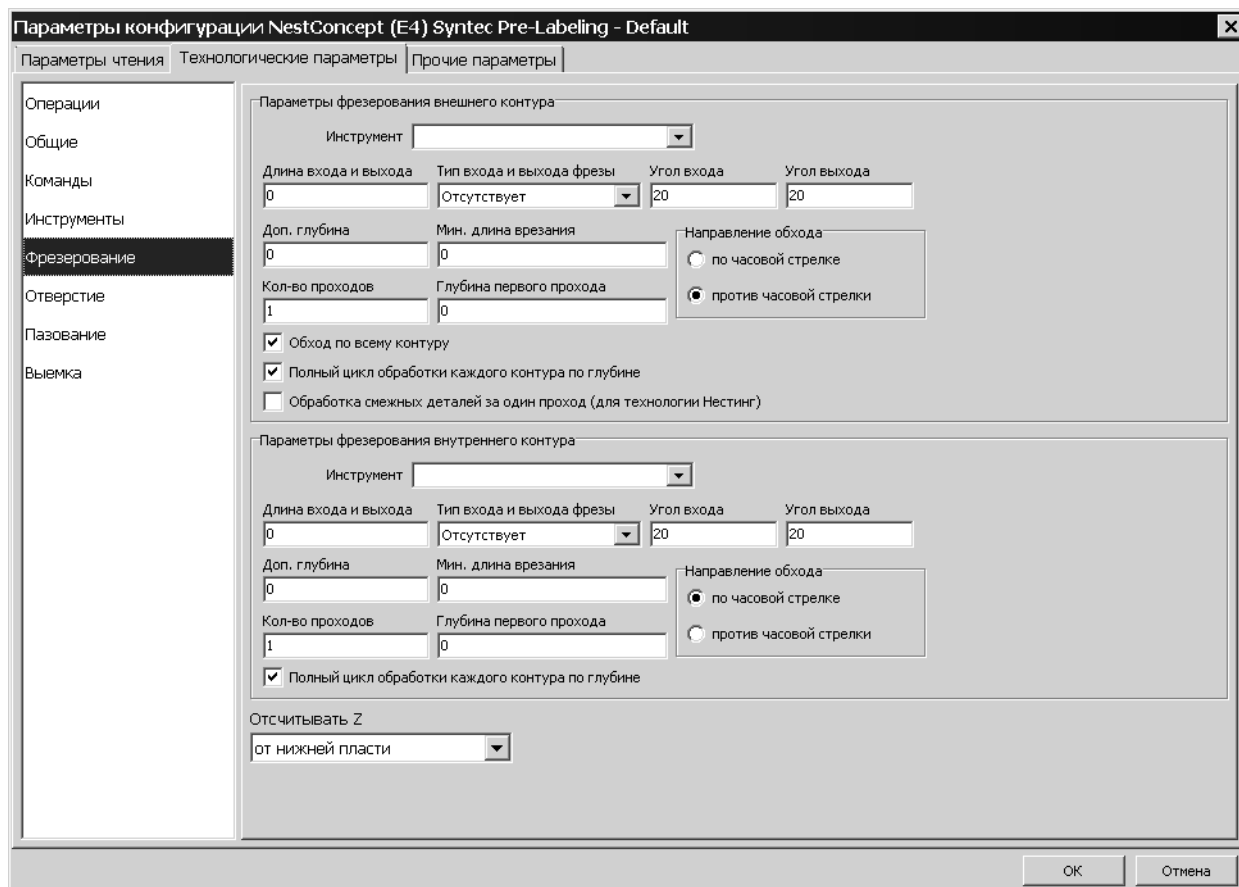 Параметры конфигурации NestConcept (E4) Syntec Pre-Labeling - Default
Параметры чтения Технологические параметры Прочие параметры
Операции
Общие
Команды
Инструменты
Фрезерование
Отверстие
Пазование
Выемка
Параметры фрезерования внешнего контура
Инструмент
Длина входа и выхода Тип входа и выхода фрезы Угол входа Угол выхода
0 Отсутствует 20 20
Доп. глубина Мин. длина врезания
0 0
Кол-во проходов Глубина первого прохода
1 0
Направление обхода
по часовой стрелке
против часовой стрелки
Обход по всему контуру
Полный цикл обработки каждого контура по глубине
Обработка смежных деталей за один проход (для технологии Нестинг)
Параметры фрезерования внутреннего контура
Инструмент
Длина входа и выхода Тип входа и выхода фрезы Угол входа Угол выхода
0 Отсутствует 20 20
Доп. глубина Мин. длина врезания
0 0
Кол-во проходов Глубина первого прохода
1 0
Направление обхода
по часовой стрелке
против часовой стрелки
Полный цикл обработки каждого контура по глубине
Отсчитывать Z
от нижней пласти
ОК Отмена